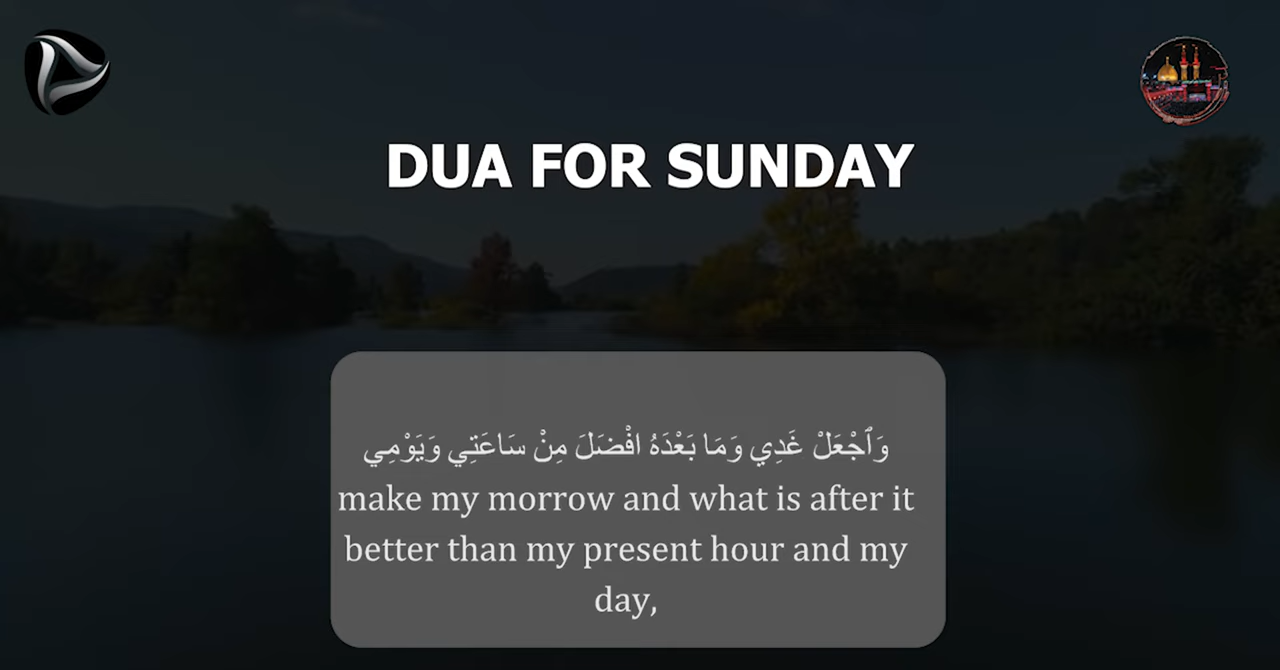 DUA FOR SUNDAY
وَٱجْعَلْ غَدِي وَمَا بَعْدَهُ افْضَلَ مِنْ سَاعَتِي وَيَوْمِي
make my morrow and what is after it
better than my present hour and my
day,